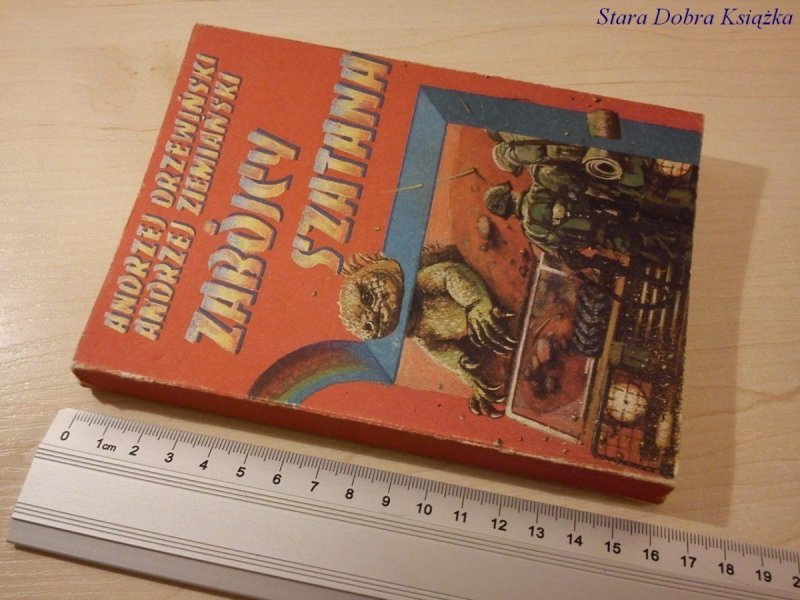 Stara Dobra Książka
ANDRZEJ DRZEWIŃSKI
ANDRZEJ ZIEMIAŃSKI
ZABÓJCY
SZATANA
0 1cm 2 3 4 5 6 7 8 9 10 11 12 13 14 15 16 17 18 19 2